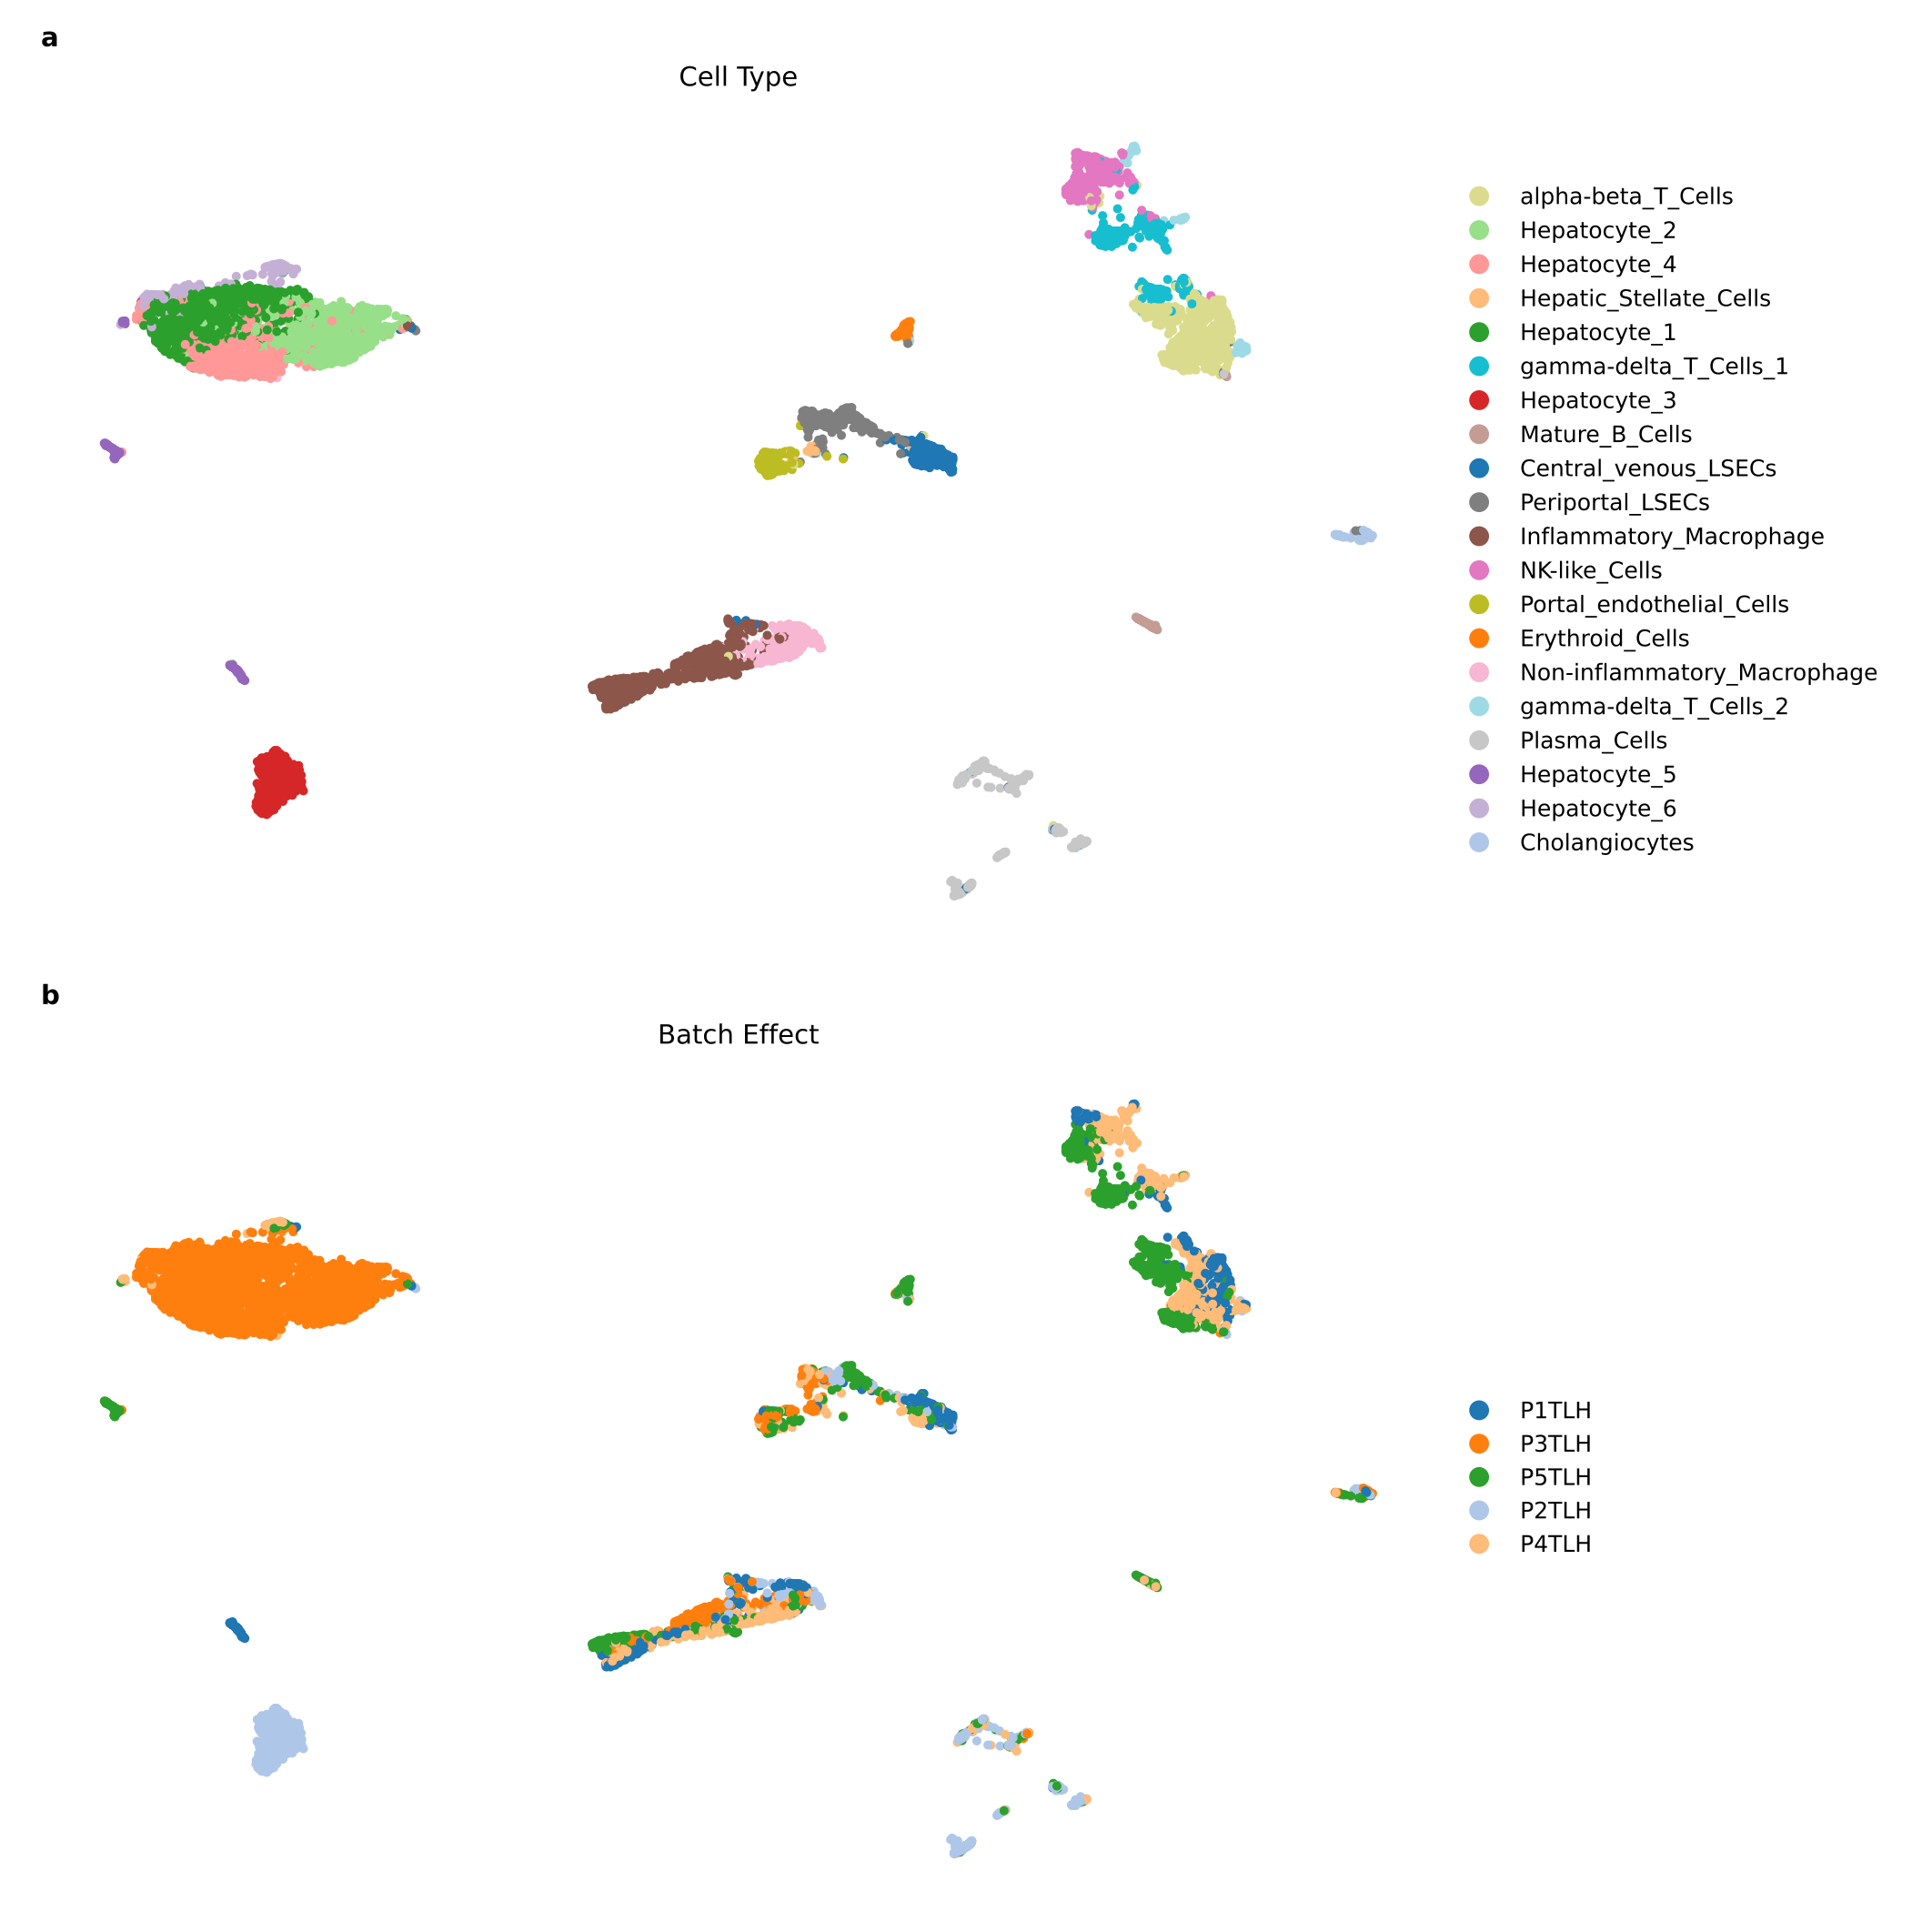 a
Cell Type
alpha-beta_T_Cells
Hepatocyte_2
Hepatocyte_4
Hepatic_Stellate_Cells
Hepatocyte_1
gamma-delta_T_Cells_1
Hepatocyte_3
Mature_B_Cells
Central_venous_LSECs
Periportal_LSECs
Inflammatory_Macrophage
NK-like_Cells
Portal_endothelial_Cells
Erythroid_Cells
Non-inflammatory_Macrophage
gamma-delta_T_Cells_2
Plasma_Cells
Hepatocyte_5
Hepatocyte_6
Cholangiocytes
b
Batch Effect
P1TLH
P3TLH
P5TLH
P2TLH
P4TLH